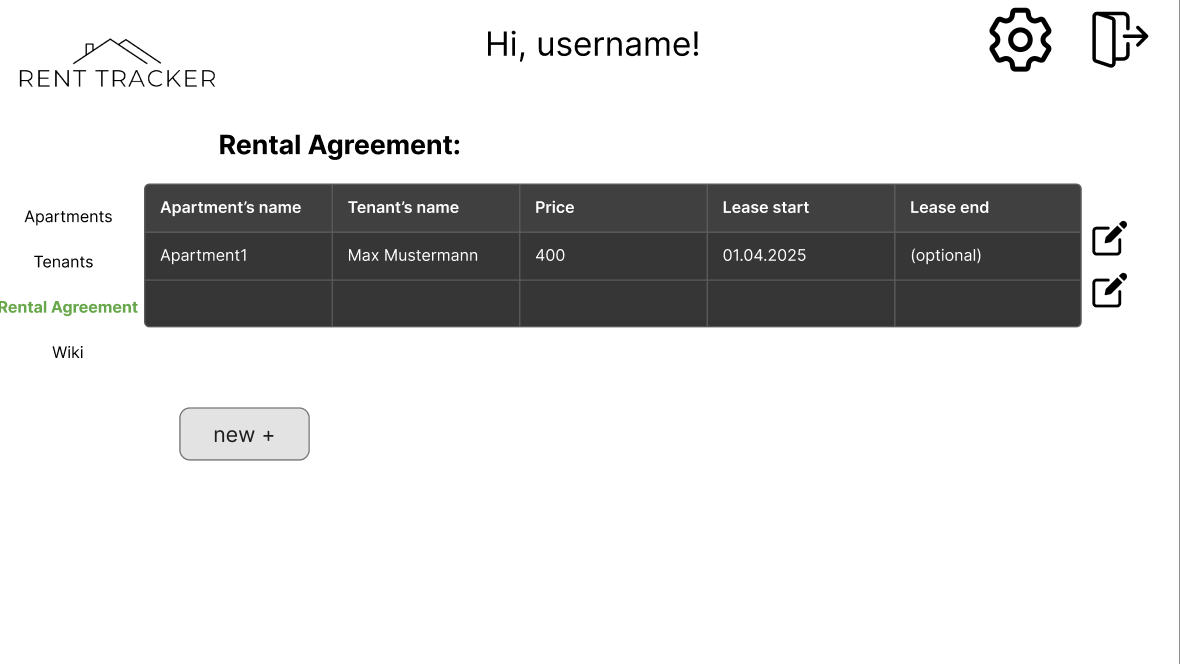 Hi, username!
RENT TRACKER
Rental Agreement:
Apartments
Tenants
Rental Agreement
Wiki
Apartment’s name Tenant’s name Price Lease start Lease end
Apartment1 Max Mustermann 400 01.04.2025 (optional)
new +